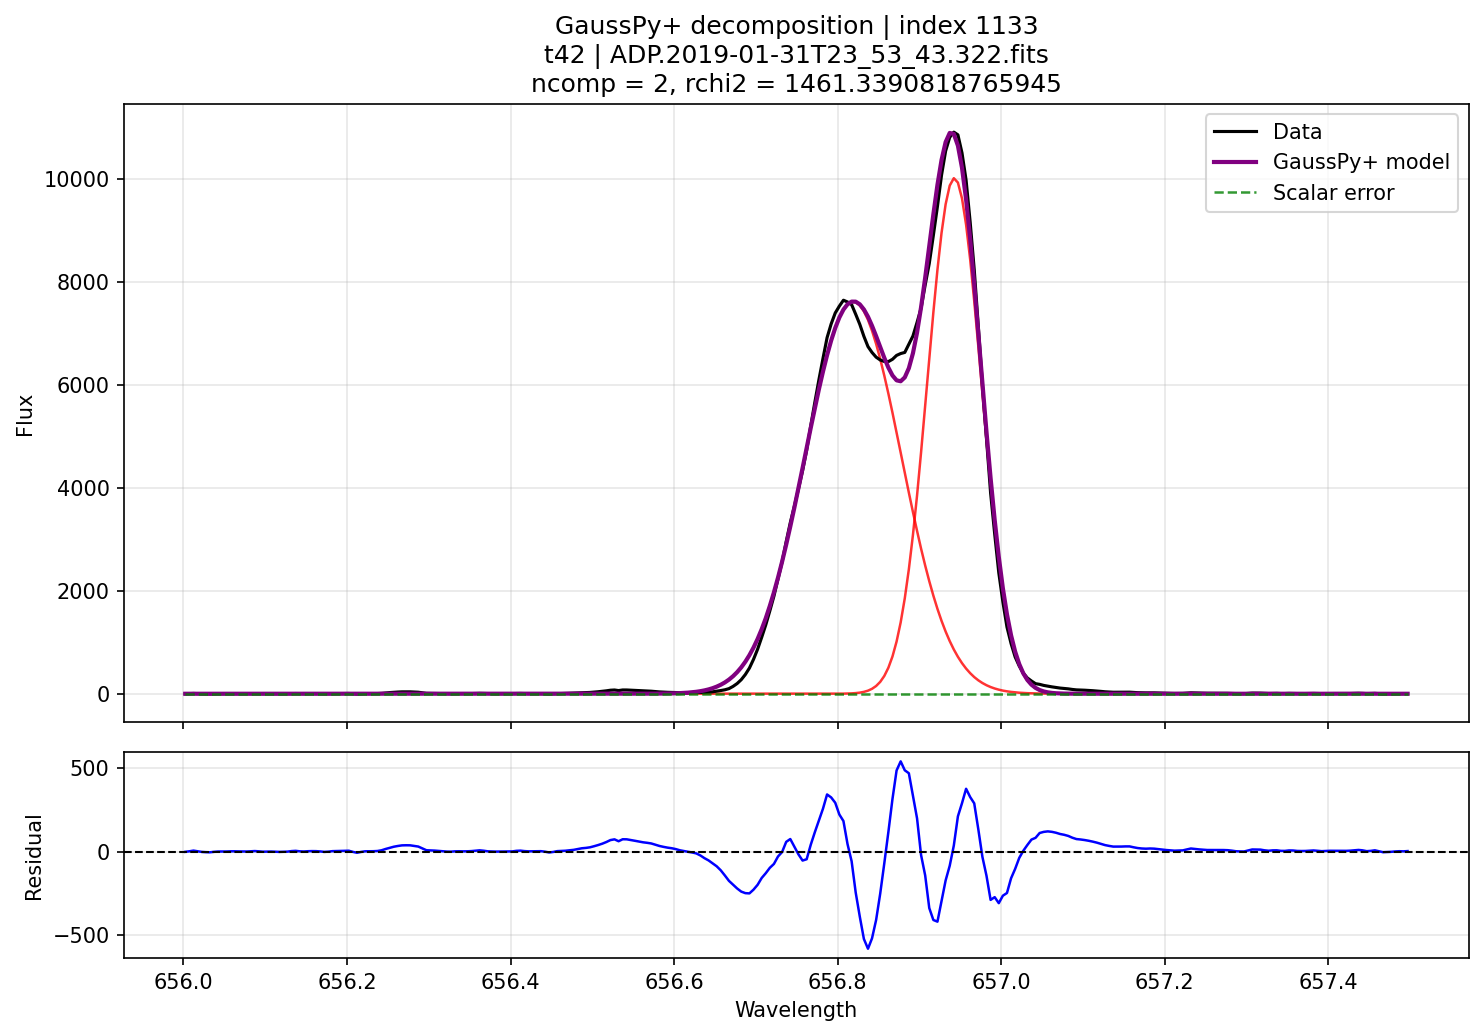 GaussPy+ decomposition | index 1133
t42 | ADP.2019-01-31T23_53_43.322.fits
ncomp = 2, rchi2 = 1461.3390818765945
Data
GaussPy+ model
Scalar error
Flux
10000
8000
6000
4000
2000
0
Residual
500
0
−500
656.0 656.2 656.4 656.6 656.8 657.0 657.2 657.4
Wavelength